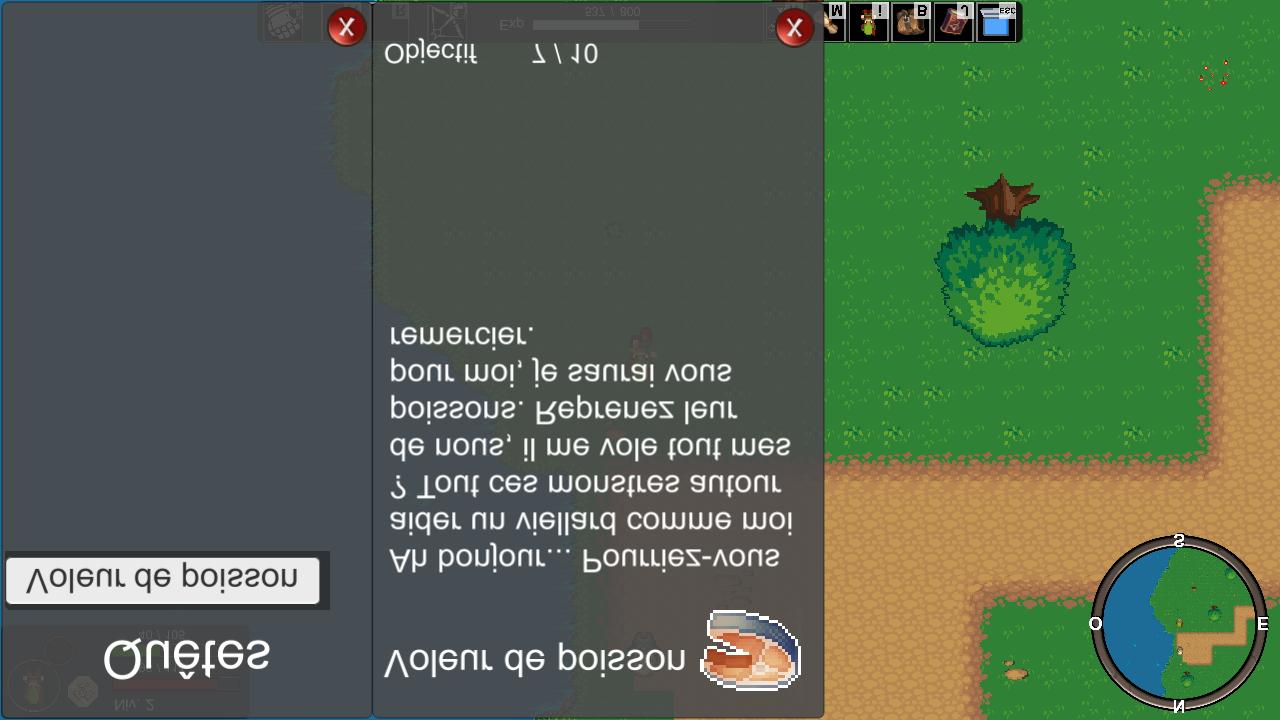 Quêtes
Voleur de poisson
Voleur de poisson
Ah bonjour... Pourriez-vous
aider un viellard comme moi
? Tout ces monstres autour
de nous, il me vole tout mes
poissons. Reprenez leur
pour moi, je saurai vous
remercier.
Objectif 7 / 10
X
X
Niv. 2
Exp
537 / 800
R
M
I
B
J
ESC
N
O
E
S